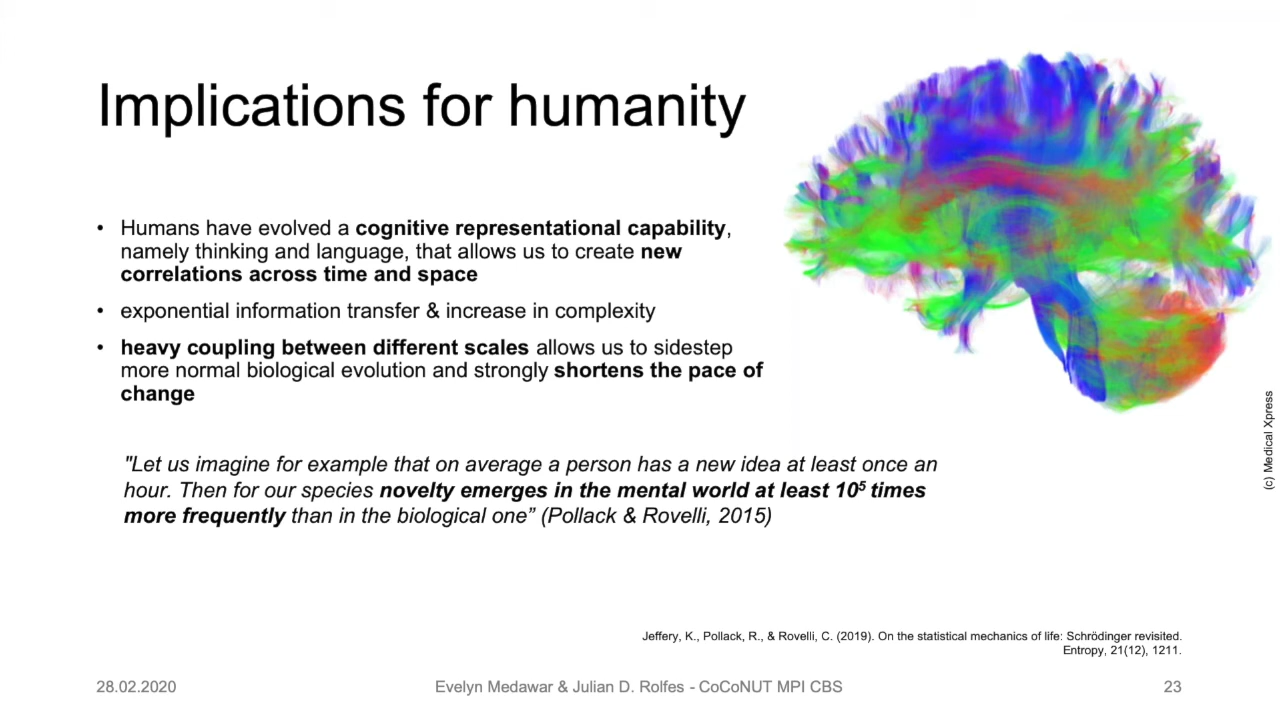 Implications for humanity
• Humans have evolved a cognitive representational capability,
namely thinking and language, that allows us to create new
correlations across time and space
• exponential information transfer & increase in complexity
• heavy coupling between different scales allows us to sidestep
more normal biological evolution and strongly shortens the pace of
change
"Let us imagine for example that on average a person has a new idea at least once an
hour. Then for our species novelty emerges in the mental world at least 10⁵ times
more frequently than in the biological one” (Pollack & Rovelli, 2015)
(c) Medical Xpress
Jeffery, K., Pollack, R., & Rovelli, C. (2019). On the statistical mechanics of life: Schrödinger revisited.
Entropy, 21(12), 1211.
28.02.2020 Evelyn Medawar & Julian D. Rolfes - CoCoNUT MPI CBS 23